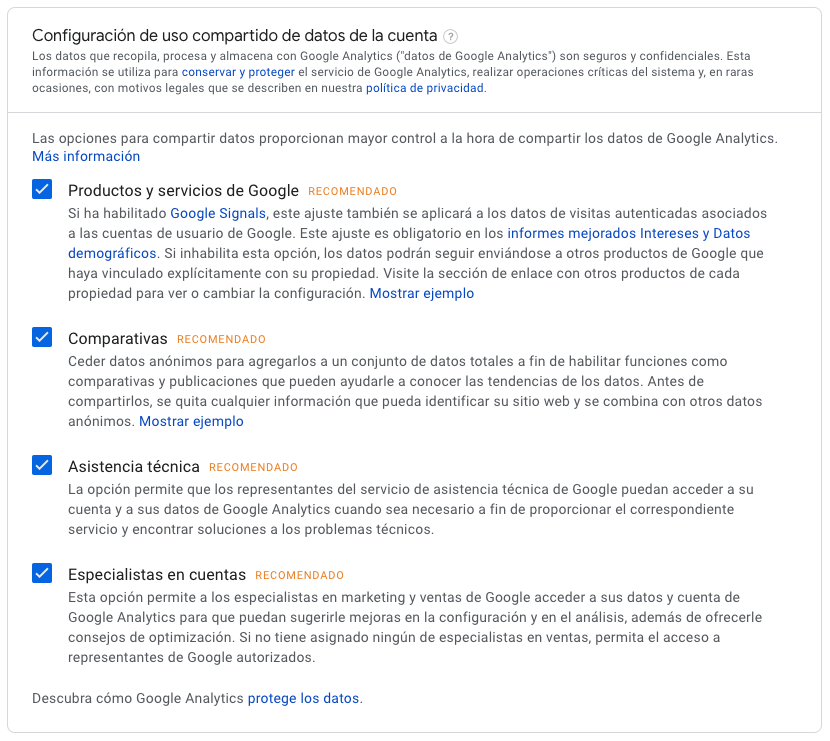 Configuración de uso compartido de datos de la cuenta ?
Los datos que recopila, procesa y almacena con Google Analytics ("datos de Google Analytics") son seguros y confidenciales. Esta
información se utiliza para conservar y proteger el servicio de Google Analytics, realizar operaciones críticas del sistema y, en raras
ocasiones, con motivos legales que se describen en nuestra política de privacidad.
Las opciones para compartir datos proporcionan mayor control a la hora de compartir los datos de Google Analytics.
Más información
Productos y servicios de Google RECOMENDADO
Si ha habilitado Google Signals, este ajuste también se aplicará a los datos de visitas autenticadas asociados
a las cuentas de usuario de Google. Este ajuste es obligatorio en los informes mejorados Intereses y Datos
demográficos. Si inhabilita esta opción, los datos podrán seguir enviándose a otros productos de Google que
haya vinculado explícitamente con su propiedad. Visite la sección de enlace con otros productos de cada
propiedad para ver o cambiar la configuración. Mostrar ejemplo
Comparativas RECOMENDADO
Ceder datos anónimos para agregarlos a un conjunto de datos totales a fin de habilitar funciones como
comparativas y publicaciones que pueden ayudarle a conocer las tendencias de los datos. Antes de
compartirlos, se quita cualquier información que pueda identificar su sitio web y se combina con otros datos
anónimos. Mostrar ejemplo
Asistencia técnica RECOMENDADO
La opción permite que los representantes del servicio de asistencia técnica de Google puedan acceder a su
cuenta y a sus datos de Google Analytics cuando sea necesario a fin de proporcionar el correspondiente
servicio y encontrar soluciones a los problemas técnicos.
Especialistas en cuentas RECOMENDADO
Esta opción permite a los especialistas en marketing y ventas de Google acceder a sus datos y cuenta de
Google Analytics para que puedan sugerirle mejoras en la configuración y en el análisis, además de ofrecerle
consejos de optimización. Si no tiene asignado ningún de especialistas en ventas, permita el acceso a
representantes de Google autorizados.
Descubra cómo Google Analytics protege los datos.